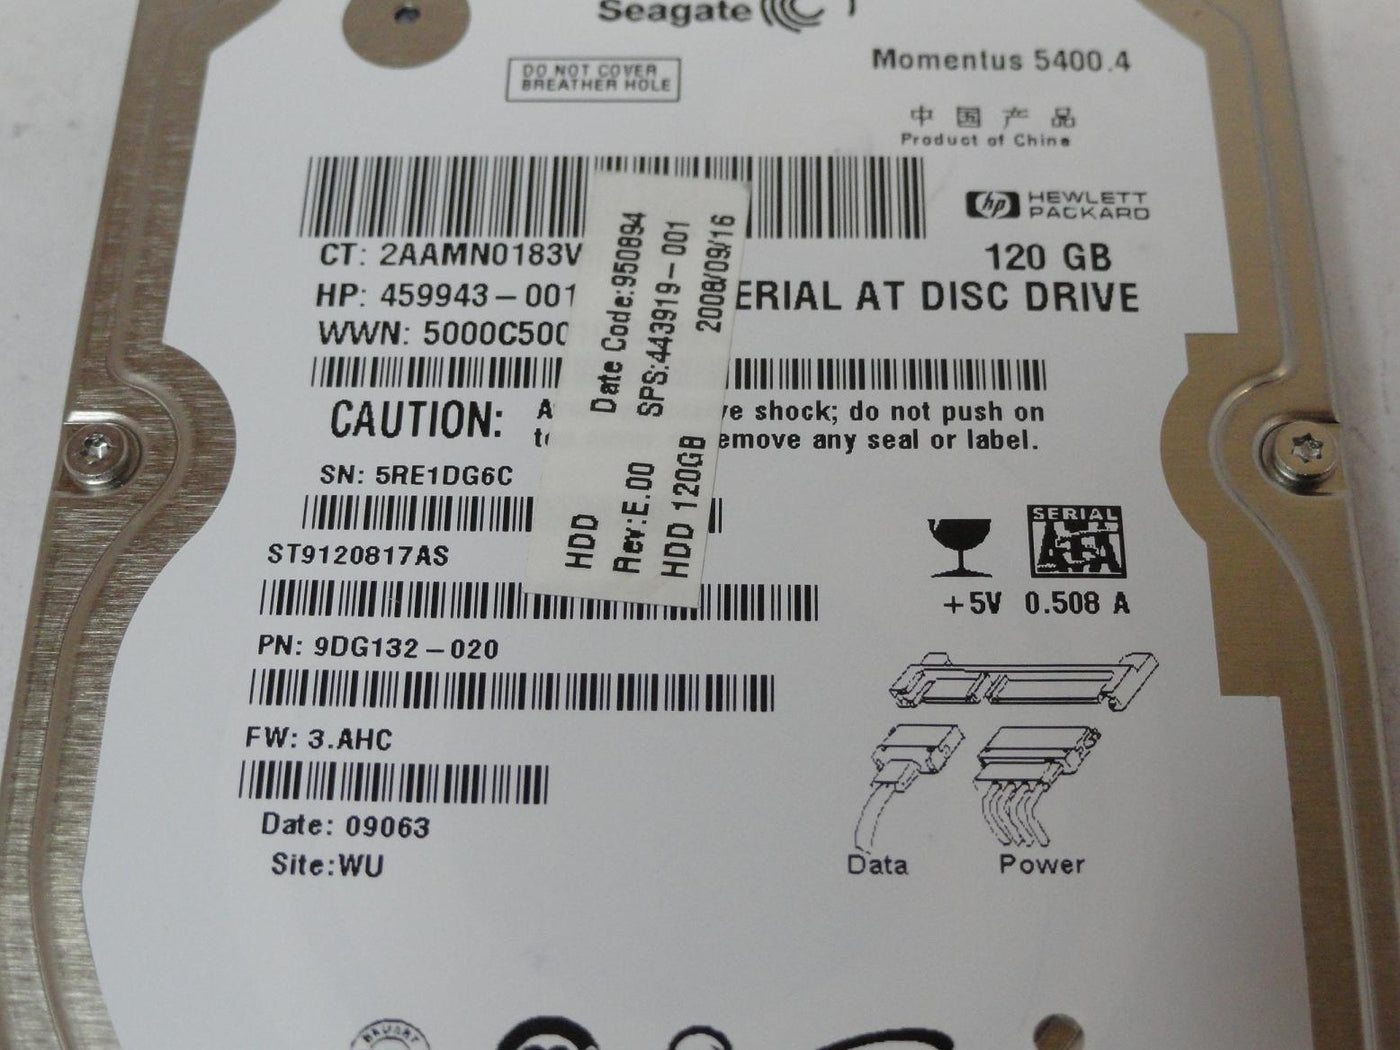 Seagate
DO NOT COVER
BREATHER HOLE
Momentus 5400.4
中国产品
Product of China
hp HEWLETT
PACKARD
CT: 2AAMN0183V
120 GB
HP: 459943-001
ERIAL AT DISC DRIVE
WWN: 5000C500
CAUTION:
shock; do not push on
any seal or label.
SN: 5RE1DG6C
ST9120817AS
PN: 9DG132-020
FW: 3.AHC
Date: 09063
Site:WU
HDD Date Code:950894
Rev:E.00 SPS:443919-001
HDD 120GB 2008/09/16
SERIAL
ATA
+5V 0.508 A
Data
Power